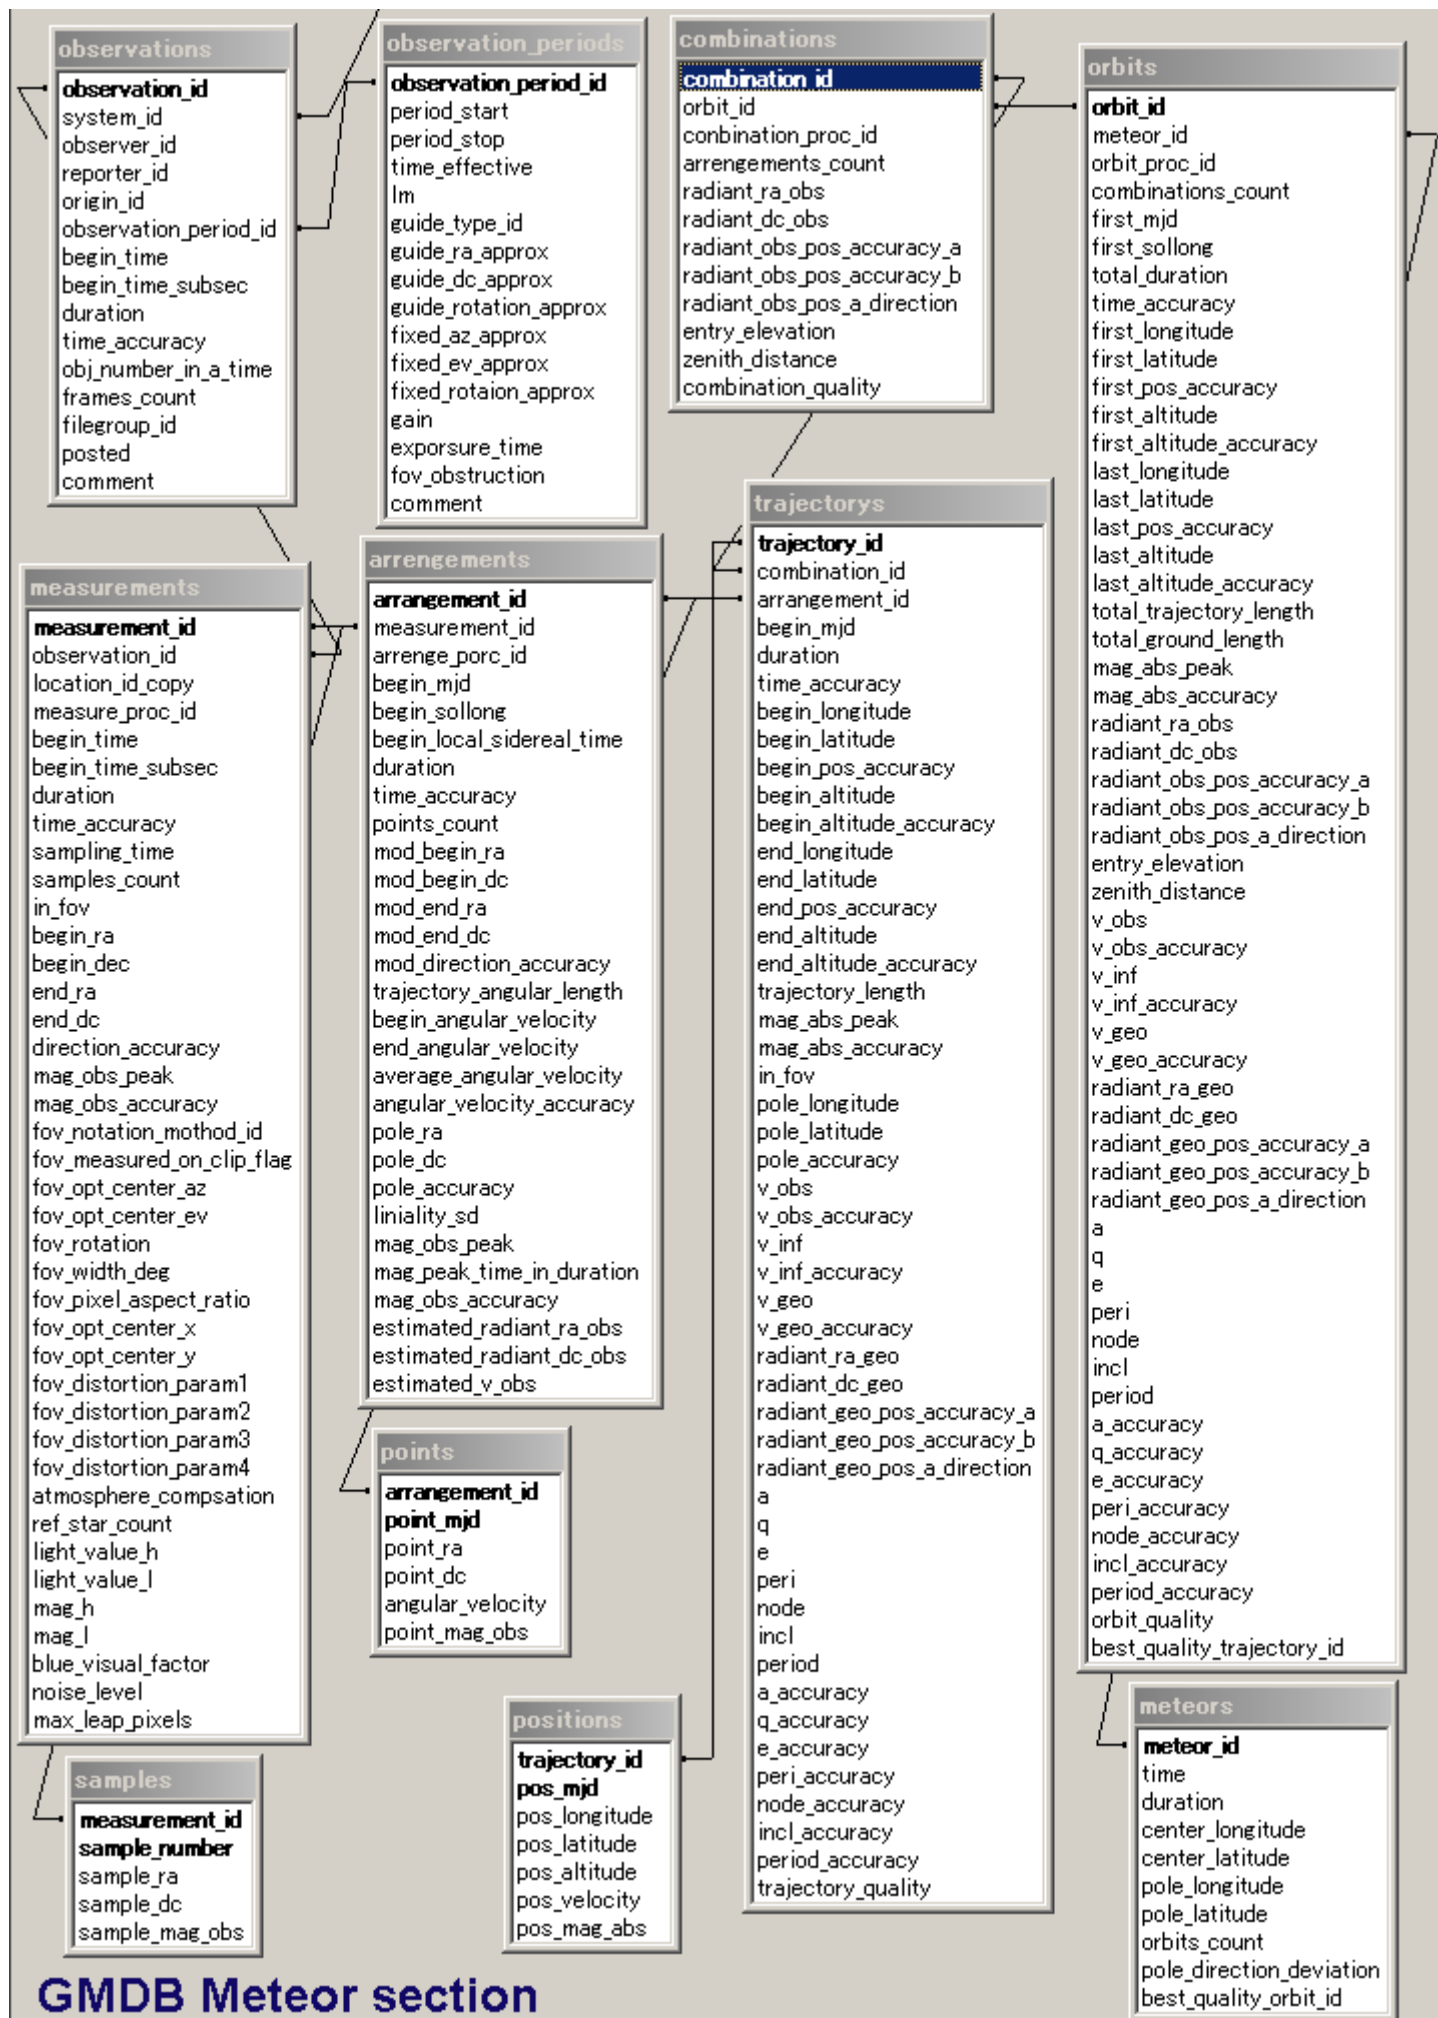 observations
observation_id
system_id
observer_id
reporter_id
origin_id
observation_period_id
begin_time
begin_time_subsec
duration
time_accuracy
obj_number_in_a_time
frames_count
filegroup_id
posted
comment
observation_periods
observation_period_id
period_start
period_stop
time_effective
lm
guide_type_id
guide_ra_approx
guide_dc_approx
guide_rotation_approx
fixed_az_approx
fixed_ev_approx
fixed_rotaion_approx
gain
exporsure_time
fov_obstruction
comment
combinations
combination_id
orbit_id
conbination_proc_id
arrengements_count
radiant_ra_obs
radiant_dc_obs
radiant_obs_pos_accuracy_a
radiant_obs_pos_accuracy_b
radiant_obs_pos_a_direction
entry_elevation
zenith_distance
combination_quality
orbits
orbit_id
meteor_id
orbit_proc_id
combinations_count
first_mjd
first_sollong
total_duration
time_accuracy
first_longitude
first_latitude
first_pos_accuracy
first_altitude
first_altitude_accuracy
last_longitude
last_latitude
last_pos_accuracy
last_altitude
last_altitude_accuracy
total_trajectory_length
total_ground_length
mag_abs_peak
mag_abs_accuracy
radiant_ra_obs
radiant_dc_obs
radiant_obs_pos_accuracy_a
radiant_obs_pos_accuracy_b
radiant_obs_pos_a_direction
entry_elevation
zenith_distance
v_obs
v_obs_accuracy
v_inf
v_inf_accuracy
v_geo
v_geo_accuracy
radiant_ra_geo
radiant_dc_geo
radiant_geo_pos_accuracy_a
radiant_geo_pos_accuracy_b
radiant_geo_pos_a_direction
a
q
e
peri
node
incl
period
a_accuracy
q_accuracy
e_accuracy
peri_accuracy
node_accuracy
incl_accuracy
period_accuracy
orbit_quality
best_quality_trajectory_id
measurements
measurement_id
observation_id
location_id_copy
measure_proc_id
begin_time
begin_time_subsec
duration
time_accuracy
sampling_time
samples_count
in_fov
begin_ra
begin_dec
end_ra
end_dc
direction_accuracy
mag_obs_peak
mag_obs_accuracy
fov_notation_mothod_id
fov_measured_on_clip_flag
fov_opt_center_az
fov_opt_center_ev
fov_rotation
fov_width_deg
fov_pixel_aspect_ratio
fov_opt_center_x
fov_opt_center_y
fov_distortion_param1
fov_distortion_param2
fov_distortion_param3
fov_distortion_param4
atmosphere_compsation
ref_star_count
light_value_h
light_value_l
mag_h
mag_l
blue_visual_factor
noise_level
max_leap_pixels
arrengements
arrangement_id
measurement_id
arrenge_porc_id
begin_mjd
begin_sollong
begin_local_sidereal_time
duration
time_accuracy
points_count
mod_begin_ra
mod_begin_dc
mod_end_ra
mod_end_dc
mod_direction_accuracy
trajectory_angular_length
begin_angular_velocity
end_angular_velocity
average_angular_velocity
angular_velocity_accuracy
pole_ra
pole_dc
pole_accuracy
liniality_sd
mag_obs_peak
mag_peak_time_in_duration
mag_obs_accuracy
estimated_radiant_ra_obs
estimated_radiant_dc_obs
estimated_v_obs
trajectorys
trajectory_id
combination_id
arrangement_id
begin_mjd
duration
time_accuracy
begin_longitude
begin_latitude
begin_pos_accuracy
begin_altitude
begin_altitude_accuracy
end_longitude
end_latitude
end_pos_accuracy
end_altitude
end_altitude_accuracy
trajectory_length
mag_abs_peak
mag_abs_accuracy
in_fov
pole_longitude
pole_latitude
pole_accuracy
v_obs
v_obs_accuracy
v_inf
v_inf_accuracy
v_geo
v_geo_accuracy
radiant_ra_geo
radiant_dc_geo
radiant_geo_pos_accuracy_a
radiant_geo_pos_accuracy_b
radiant_geo_pos_a_direction
a
q
e
peri
node
incl
period
a_accuracy
q_accuracy
e_accuracy
peri_accuracy
node_accuracy
incl_accuracy
period_accuracy
trajectory_quality
points
arrangement_id
point_mjd
point_ra
point_dc
angular_velocity
point_mag_obs
positions
trajectory_id
pos_mjd
pos_longitude
pos_latitude
pos_altitude
pos_velocity
pos_mag_abs
meteors
meteor_id
time
duration
center_longitude
center_latitude
pole_longitude
pole_latitude
orbits_count
pole_direction_deviation
best_quality_orbit_id
samples
measurement_id
sample_number
sample_ra
sample_dc
sample_mag_obs
GMDB Meteor section